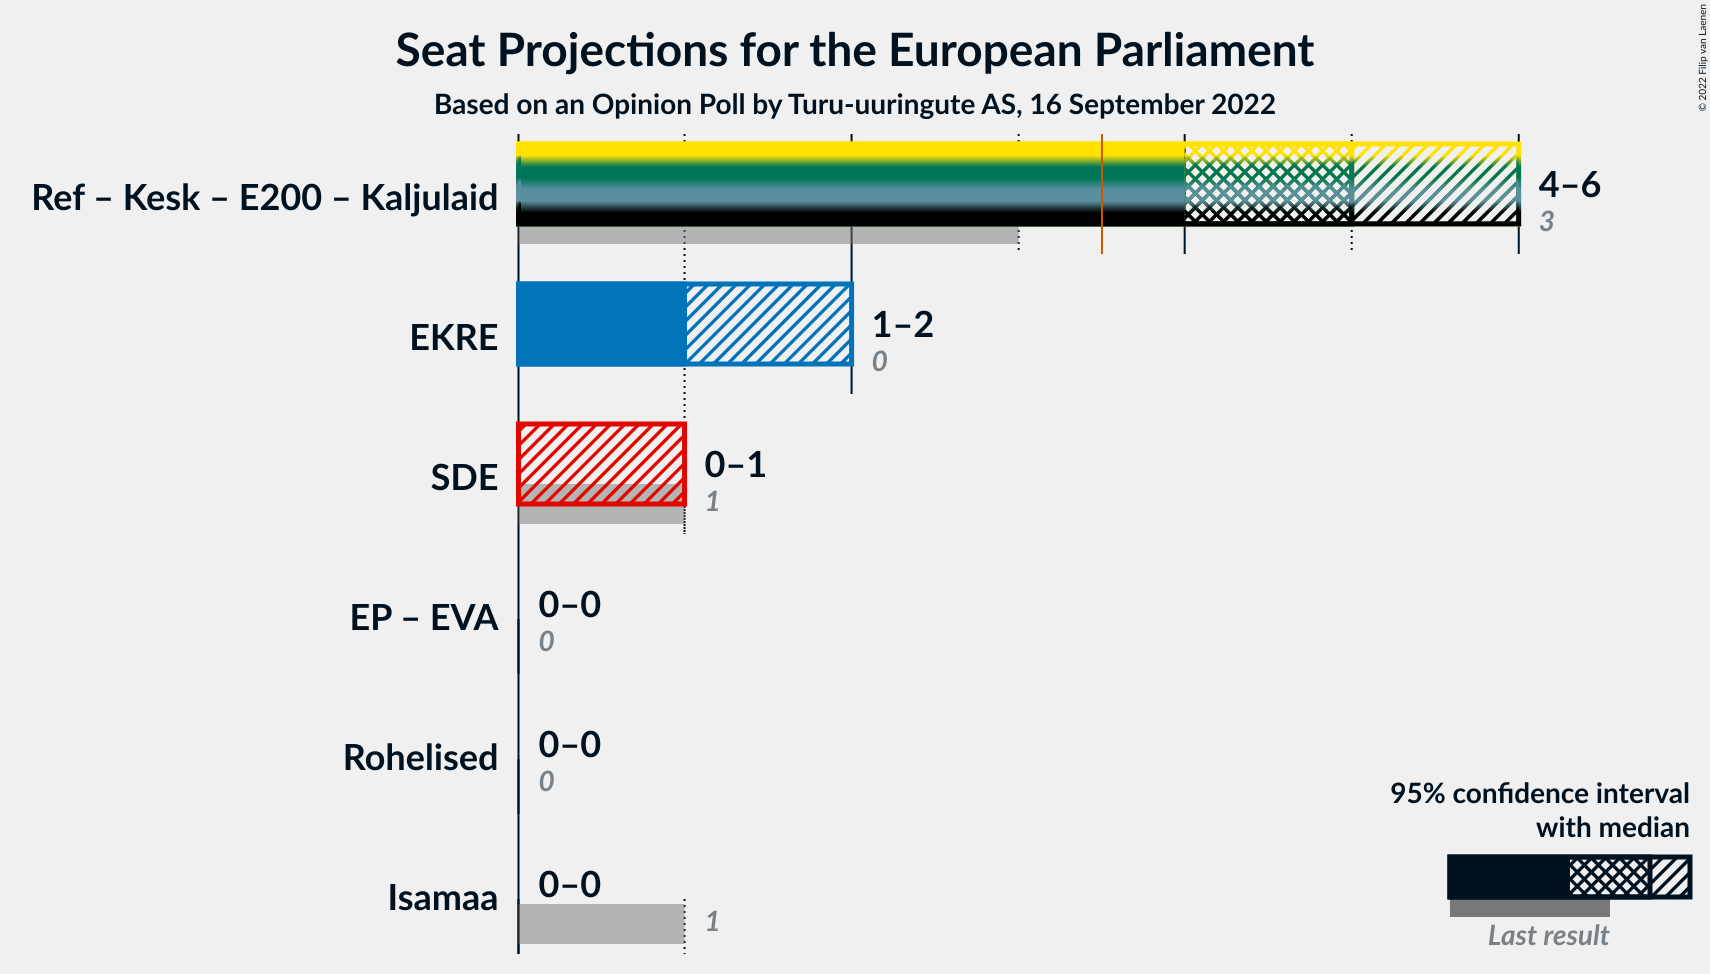 Seat Projections for the European Parliament
Based on an Opinion Poll by Turu-uuringute AS, 16 September 2022
© 2022 Filip van Laenen
Ref – Kesk – E200 – Kaljulaid
4–6
3
EKRE
1–2
0
SDE
0–1
1
EP – EVA
0–0
0
Rohelised
0–0
0
Isamaa
0–0
1
95% confidence interval
with median
Last result